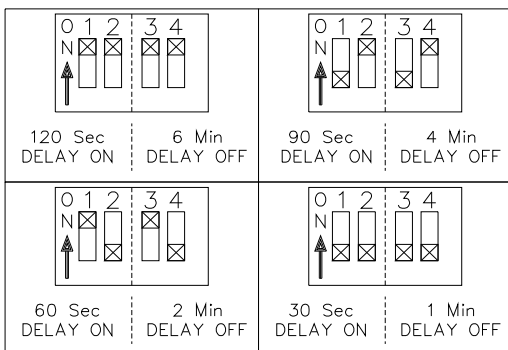 O 1 2 3 4
N
120 Sec 6 Min
DELAY ON DELAY OFF
O 1 2 3 4
N
90 Sec 4 Min
DELAY ON DELAY OFF
O 1 2 3 4
N
60 Sec 2 Min
DELAY ON DELAY OFF
O 1 2 3 4
N
30 Sec 1 Min
DELAY ON DELAY OFF